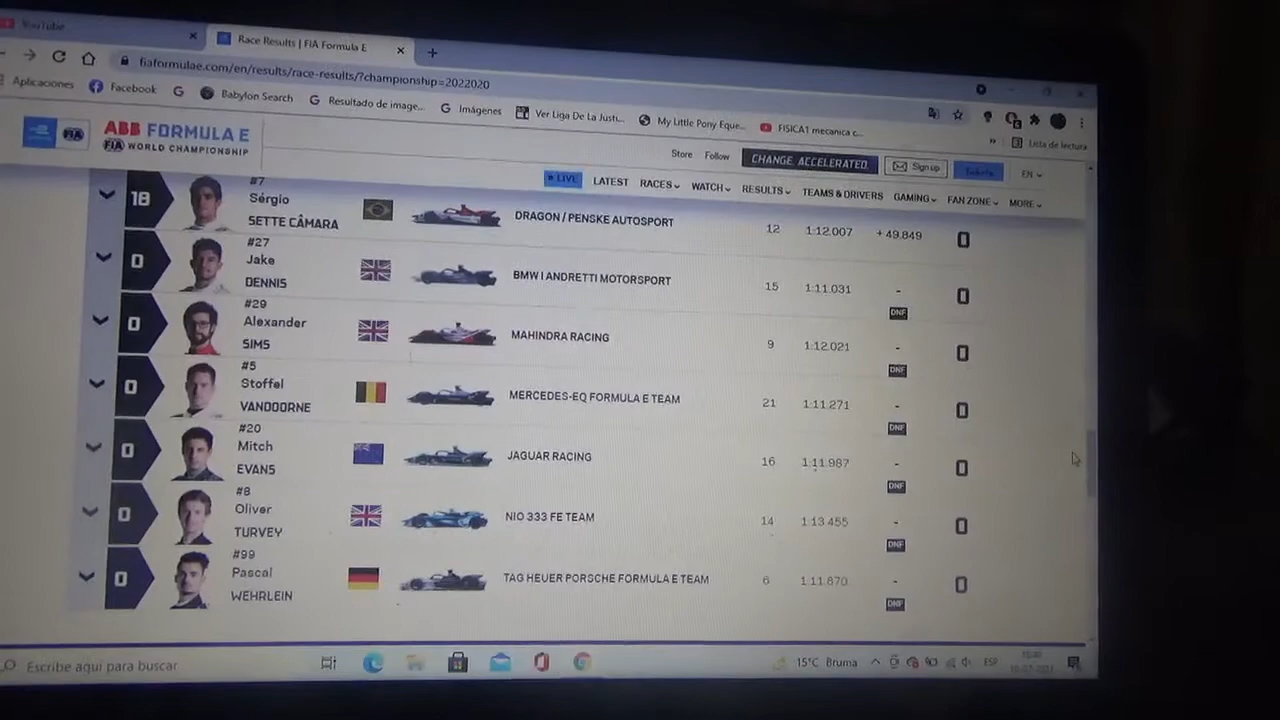 YouTube
Race Results | FIA Formula E
fiaformulae.com/en/results/race-results/?championship=2022020
Aplicaciones Facebook Babylon Search Resultado de image... Imágenes Ver Liga De La Justi... My Little Pony Eque... FISICA1 mecanica c...
» Lista de lectura
FIA ABB FORMULA E
FIA WORLD CHAMPIONSHIP
Store Follow CHANGE. ACCELERATED. Sign up Tickets EN
LIVE LATEST RACES WATCH RESULTS TEAMS & DRIVERS GAMING FAN ZONE MORE
#7
18 Sérgio SETTE CÂMARA DRAGON / PENSKE AUTOSPORT 12 1:12.007 + 49.849 0
#27
0 Jake DENNIS BMW I ANDRETTI MOTORSPORT 15 1:11.031 - DNF 0
#29
0 Alexander SIMS MAHINDRA RACING 9 1:12.021 - DNF 0
#5
0 Stoffel VANDOORNE MERCEDES-EQ FORMULA E TEAM 21 1:11.271 - DNF 0
#20
0 Mitch EVANS JAGUAR RACING 16 1:11.987 - DNF 0
#8
0 Oliver TURVEY NIO 333 FE TEAM 14 1:13.455 - DNF 0
#99
0 Pascal WEHRLEIN TAG HEUER PORSCHE FORMULA E TEAM 6 1:11.870 - DNF 0
Escribe aquí para buscar 15°C Bruma ESP